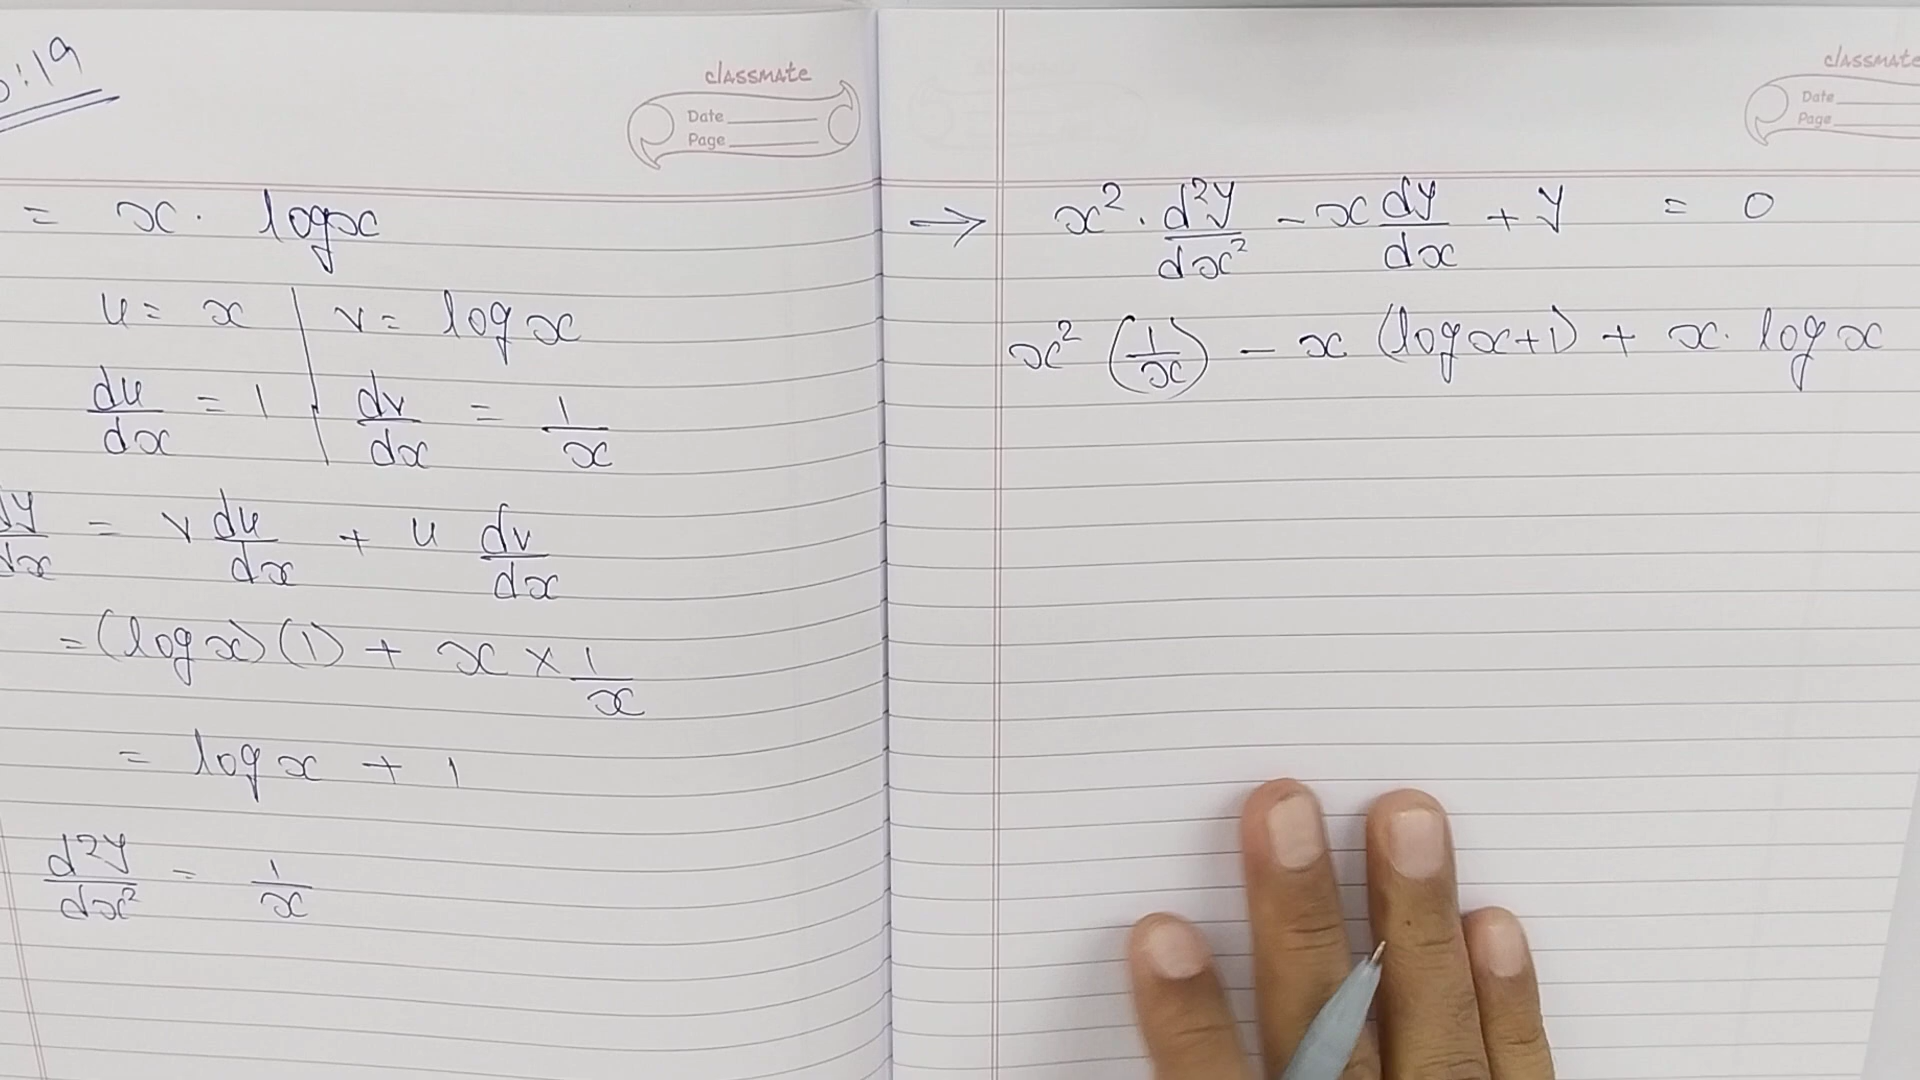 :19
classmate
Date
Page
= x · log x
u = x | v = log x
du/dx = 1 | dv/dx = 1/x
dy/dx = v du/dx + u dv/dx
= (log x) (1) + x × 1/x
= log x + 1
d²y/dx² = 1/x
classmate
Date
Page
→ x² · d²y/dx² - x dy/dx + y = 0
x² (1/x) - x (log x + 1) + x · log x